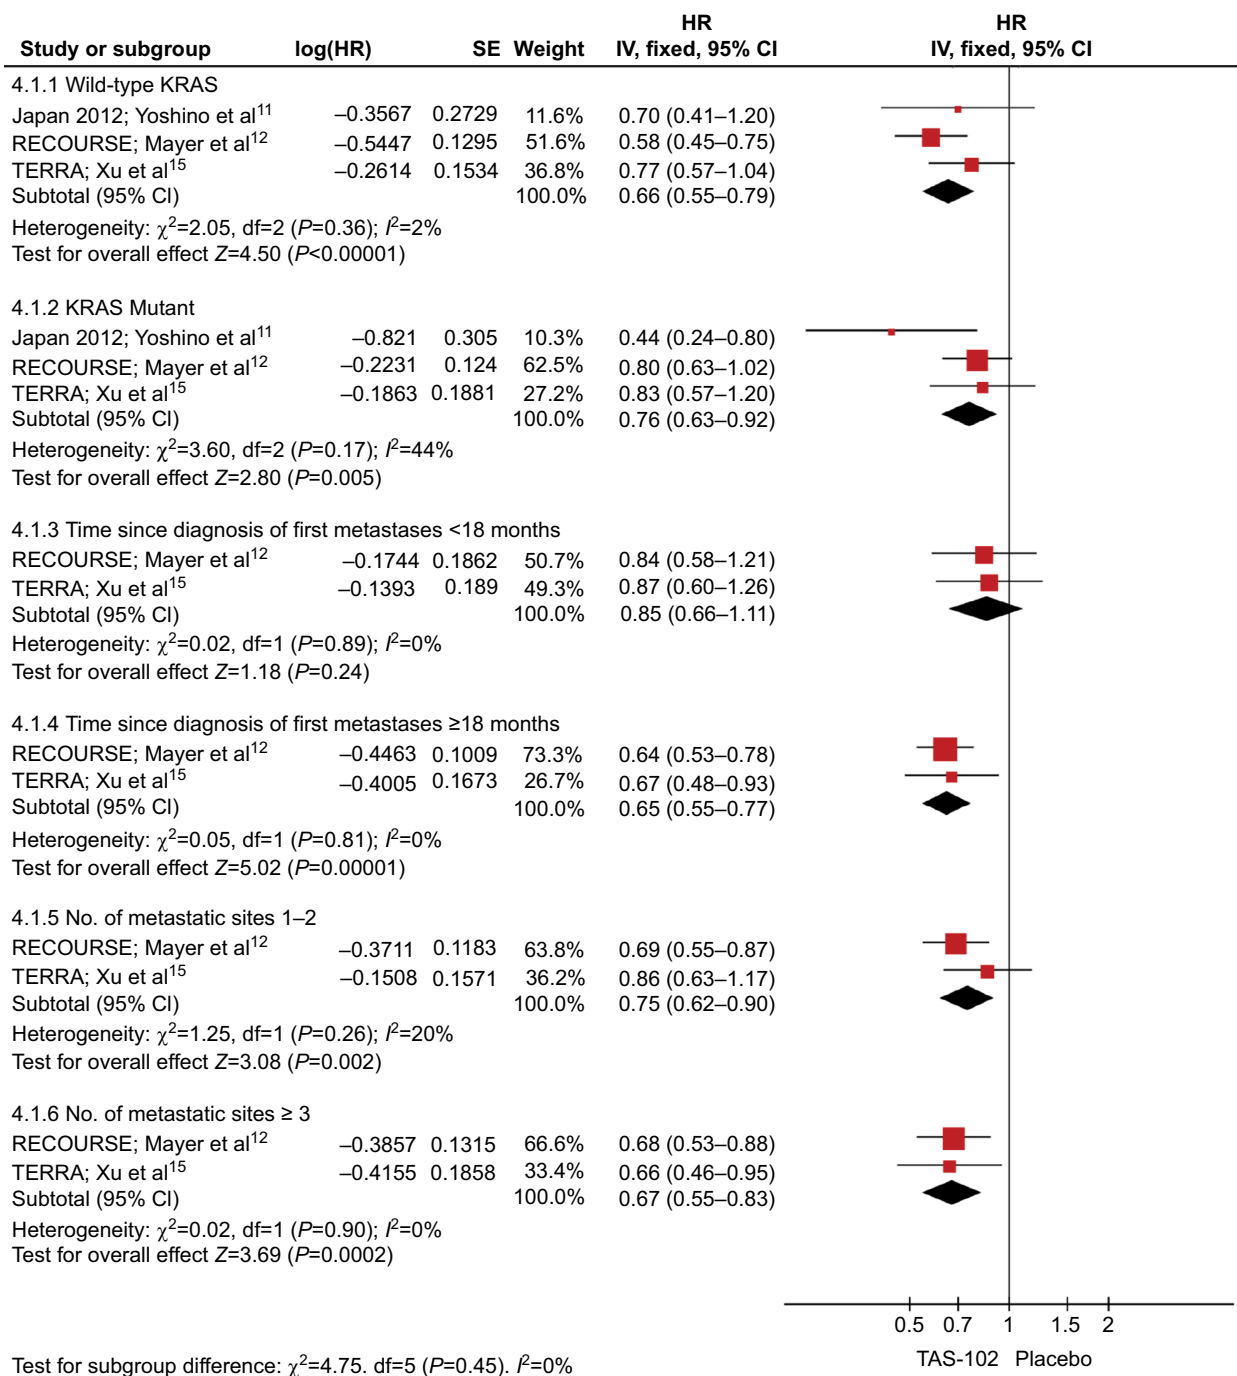 HR HR
Study or subgroup log(HR) SE Weight IV, fixed, 95% CI IV, fixed, 95% CI
4.1.1 Wild-type KRAS
Japan 2012; Yoshino et al11 –0.3567 0.2729 11.6% 0.70 (0.41–1.20)
RECOURSE; Mayer et al12 –0.5447 0.1295 51.6% 0.58 (0.45–0.75)
TERRA; Xu et al15 –0.2614 0.1534 36.8% 0.77 (0.57–1.04)
Subtotal (95% CI) 100.0% 0.66 (0.55–0.79)
Heterogeneity: χ2=2.05, df=2 (P=0.36); I2=2%
Test for overall effect Z=4.50 (P<0.00001)
4.1.2 KRAS Mutant
Japan 2012; Yoshino et al11 –0.821 0.305 10.3% 0.44 (0.24–0.80)
RECOURSE; Mayer et al12 –0.2231 0.124 62.5% 0.80 (0.63–1.02)
TERRA; Xu et al15 –0.1863 0.1881 27.2% 0.83 (0.57–1.20)
Subtotal (95% CI) 100.0% 0.76 (0.63–0.92)
Heterogeneity: χ2=3.60, df=2 (P=0.17); I2=44%
Test for overall effect Z=2.80 (P=0.005)
4.1.3 Time since diagnosis of first metastases <18 months
RECOURSE; Mayer et al12 –0.1744 0.1862 50.7% 0.84 (0.58–1.21)
TERRA; Xu et al15 –0.1393 0.189 49.3% 0.87 (0.60–1.26)
Subtotal (95% CI) 100.0% 0.85 (0.66–1.11)
Heterogeneity: χ2=0.02, df=1 (P=0.89); I2=0%
Test for overall effect Z=1.18 (P=0.24)
4.1.4 Time since diagnosis of first metastases ≥18 months
RECOURSE; Mayer et al12 –0.4463 0.1009 73.3% 0.64 (0.53–0.78)
TERRA; Xu et al15 –0.4005 0.1673 26.7% 0.67 (0.48–0.93)
Subtotal (95% CI) 100.0% 0.65 (0.55–0.77)
Heterogeneity: χ2=0.05, df=1 (P=0.81); I2=0%
Test for overall effect Z=5.02 (P=0.00001)
4.1.5 No. of metastatic sites 1–2
RECOURSE; Mayer et al12 –0.3711 0.1183 63.8% 0.69 (0.55–0.87)
TERRA; Xu et al15 –0.1508 0.1571 36.2% 0.86 (0.63–1.17)
Subtotal (95% CI) 100.0% 0.75 (0.62–0.90)
Heterogeneity: χ2=1.25, df=1 (P=0.26); I2=20%
Test for overall effect Z=3.08 (P=0.002)
4.1.6 No. of metastatic sites ≥ 3
RECOURSE; Mayer et al12 –0.3857 0.1315 66.6% 0.68 (0.53–0.88)
TERRA; Xu et al15 –0.4155 0.1858 33.4% 0.66 (0.46–0.95)
Subtotal (95% CI) 100.0% 0.67 (0.55–0.83)
Heterogeneity: χ2=0.02, df=1 (P=0.90); I2=0%
Test for overall effect Z=3.69 (P=0.0002)
0.5 0.7 1 1.5 2
TAS-102 Placebo
Test for subgroup difference: χ2=4.75. df=5 (P=0.45). I2=0%